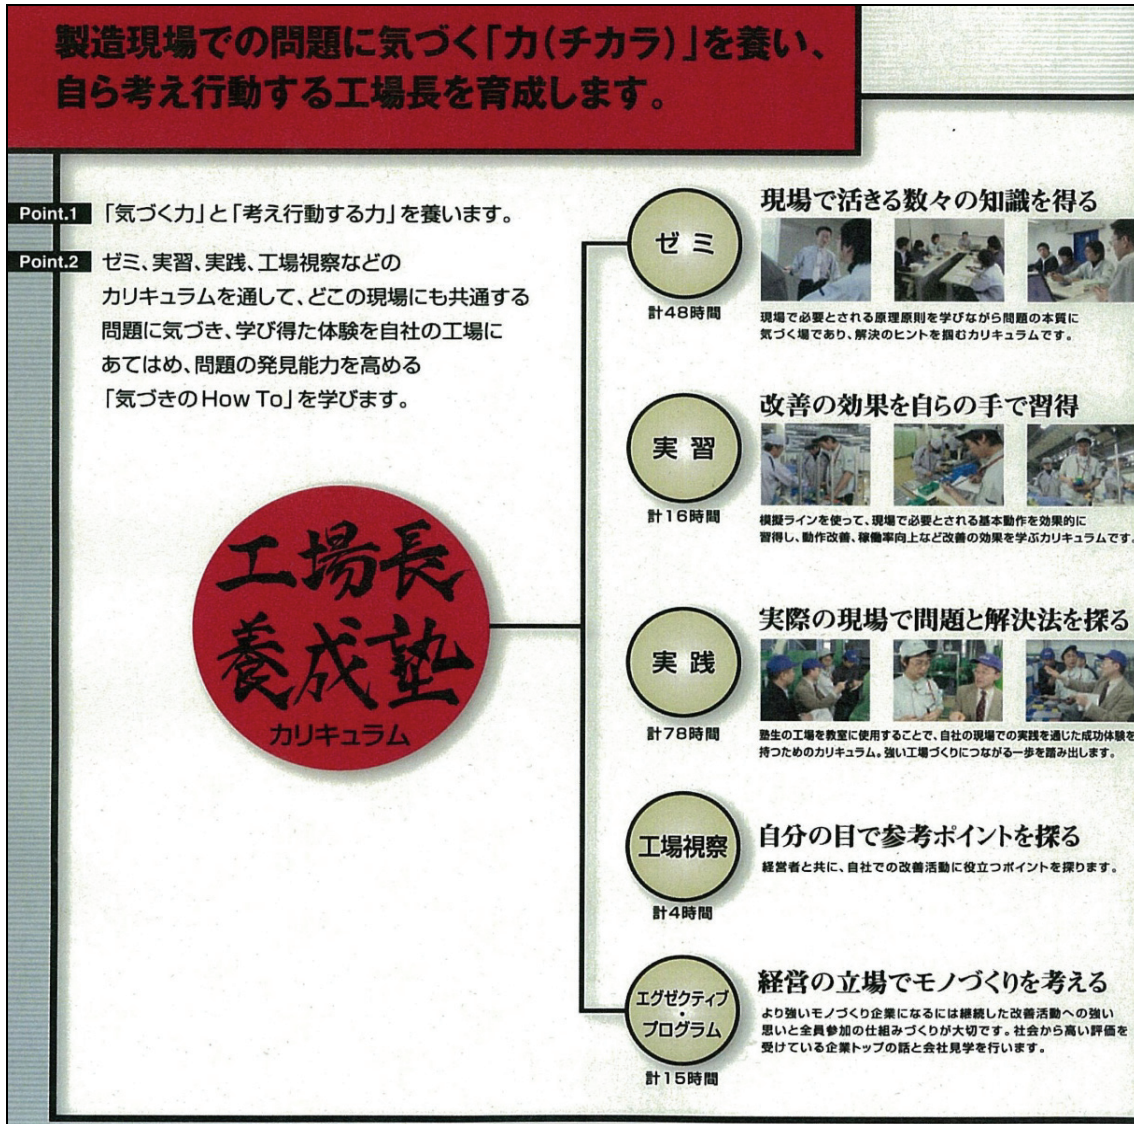 製造現場での問題に気づく「力(チカラ)」を養い、
自ら考え行動する工場長を育成します。
Point.1 「気づく力」と「考え行動する力」を養います。
Point.2 ゼミ、実習、実践、工場視察などの
カリキュラムを通して、どこの現場にも共通する
問題に気づき、学び得た体験を自社の工場に
あてはめ、問題の発見能力を高める
「気づきのHow To」を学びます。
工場長
養成塾
カリキュラム
ゼミ
計48時間
現場で活きる数々の知識を得る
現場で必要とされる原理原則を学びながら問題の本質に
気づく場であり、解決のヒントを掴むカリキュラムです。
実習
計16時間
改善の効果を自らの手で習得
模擬ラインを使って、現場で必要とされる基本動作を効果的に
習得し、動作改善、稼働率向上など改善の効果を学ぶカリキュラムです。
実践
計78時間
実際の現場で問題と解決法を探る
塾生の工場を教室に使用することで、自社の現場での実践を通じた成功体験を
持つためのカリキュラム。強い工場づくりにつながる一歩を踏み出します。
工場視察
計4時間
自分の目で参考ポイントを探る
経営者と共に、自社での改善活動に役立つポイントを探ります。
エグゼクティブ
・
プログラム
計15時間
経営の立場でモノづくりを考える
より強いモノづくり企業になるには継続した改善活動への強い
思いと全員参加の仕組みづくりが大切です。社会から高い評価を
受けている企業トップの話と会社見学を行います。